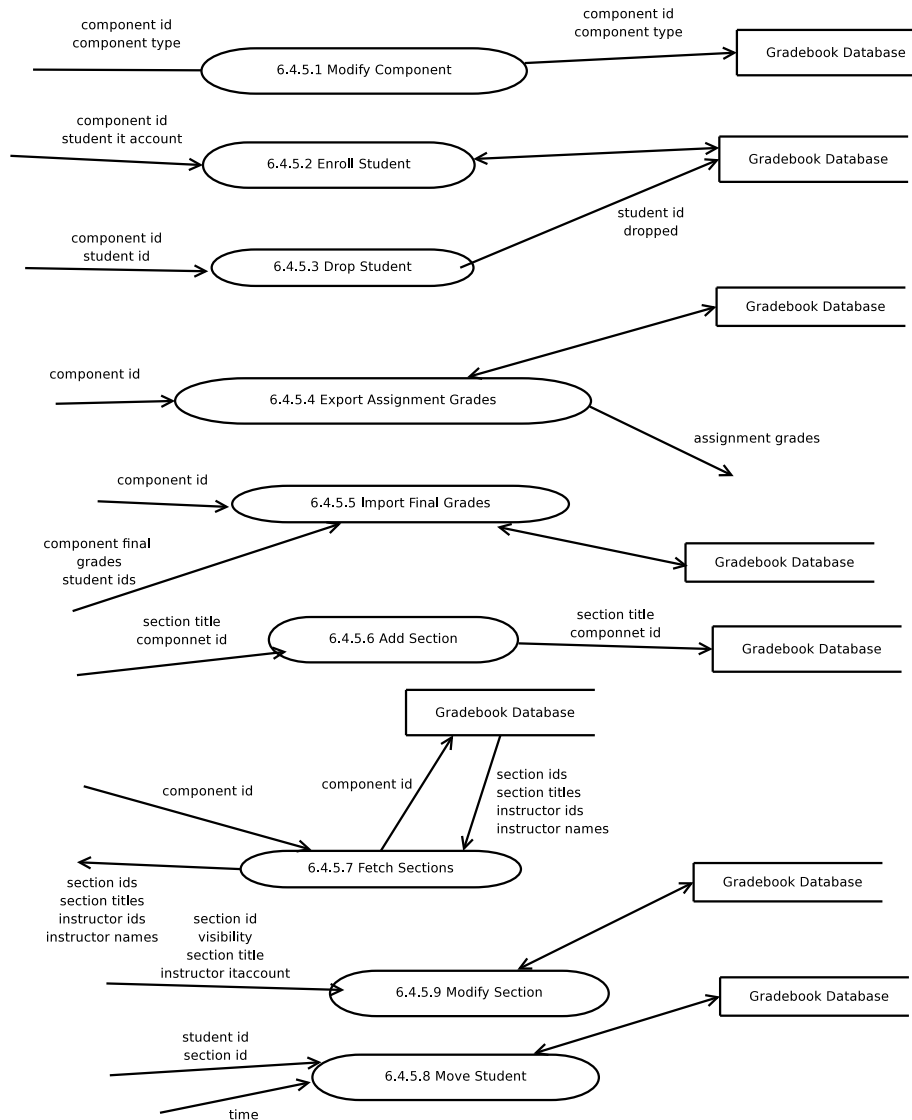 component id
component type
component id
component type
6.4.5.1 Modify Component
Gradebook Database
component id
student it account
6.4.5.2 Enroll Student
Gradebook Database
component id
student id
student id
dropped
6.4.5.3 Drop Student
Gradebook Database
component id
6.4.5.4 Export Assignment Grades
assignment grades
component id
6.4.5.5 Import Final Grades
component final
grades
student ids
Gradebook Database
section title
componnet id
6.4.5.6 Add Section
section title
componnet id
Gradebook Database
Gradebook Database
component id
component id
section ids
section titles
instructor ids
instructor names
6.4.5.7 Fetch Sections
section ids
section titles
instructor ids
instructor names
Gradebook Database
section id
visibility
section title
instructor itaccount
6.4.5.9 Modify Section
Gradebook Database
student id
section id
6.4.5.8 Move Student
time